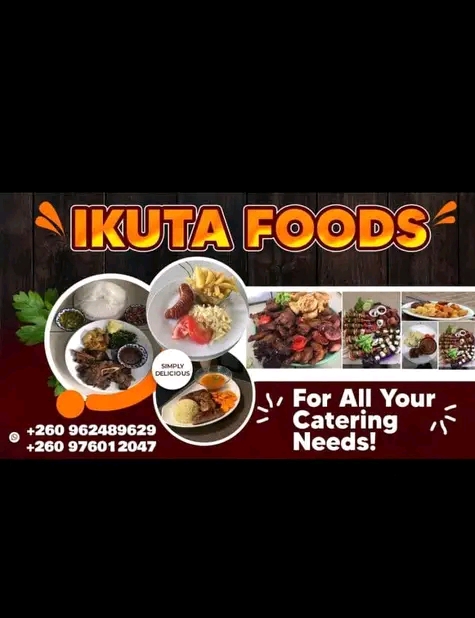 IKUTA FOODS
SIMPLY
DELICIOUS
For All Your
Catering
Needs!
+260 962489629
+260 976012047